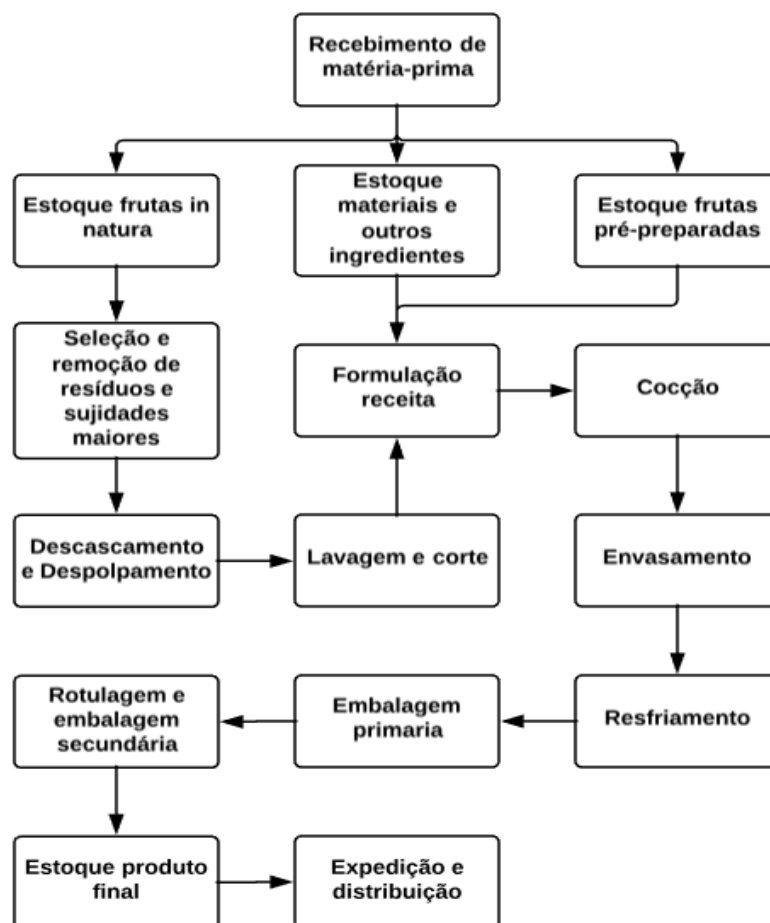 Recebimento de
matéria-prima
Estoque frutas in
natura
Estoque
materiais e
outros
ingredientes
Estoque frutas
pré-preparadas
Seleção e
remoção de
resíduos e
sujidades
maiores
Formulação
receita
Cocção
Descascamento
e Despolpamento
Lavagem e corte
Envasamento
Rotulagem e
embalagem
secundária
Embalagem
primaria
Resfriamento
Estoque produto
final
Expedição e
distribuição